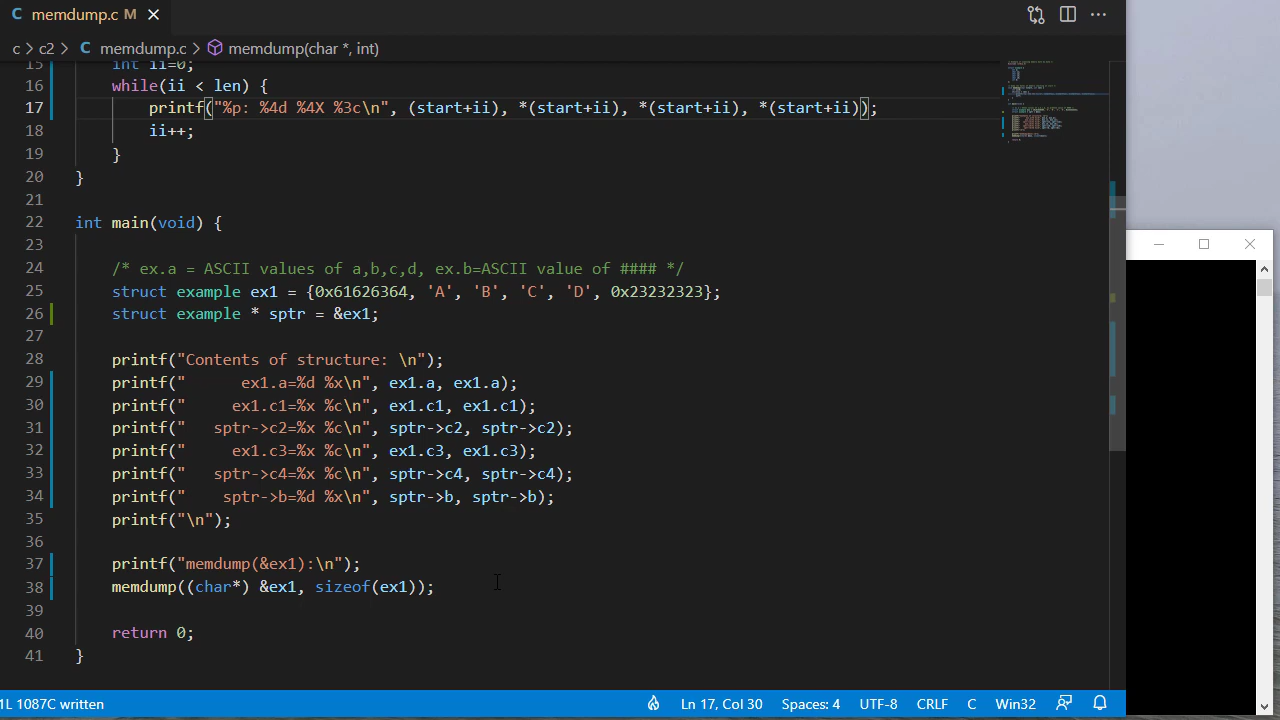 C memdump.c M
c > c2 > C memdump.c > memdump(char *, int)
15 int ii=0;
16 while(ii < len) {
17 printf("%p: %4d %4X %3c\n", (start+ii), *(start+ii), *(start+ii), *(start+ii));
18 ii++;
19 }
20 }
21
22 int main(void) {
23
24 /* ex.a = ASCII values of a,b,c,d, ex.b=ASCII value of #### */
25 struct example ex1 = {0x61626364, 'A', 'B', 'C', 'D', 0x23232323};
26 struct example * sptr = &ex1;
27
28 printf("Contents of structure: \n");
29 printf("      ex1.a=%d %x\n", ex1.a, ex1.a);
30 printf("     ex1.c1=%x %c\n", ex1.c1, ex1.c1);
31 printf("   sptr->c2=%x %c\n", sptr->c2, sptr->c2);
32 printf("     ex1.c3=%x %c\n", ex1.c3, ex1.c3);
33 printf("   sptr->c4=%x %c\n", sptr->c4, sptr->c4);
34 printf("    sptr->b=%d %x\n", sptr->b, sptr->b);
35 printf("\n");
36
37 printf("memdump(&ex1):\n");
38 memdump((char*) &ex1, sizeof(ex1));
39
40 return 0;
41 }
1L 1087C written Ln 17, Col 30 Spaces: 4 UTF-8 CRLF C Win32